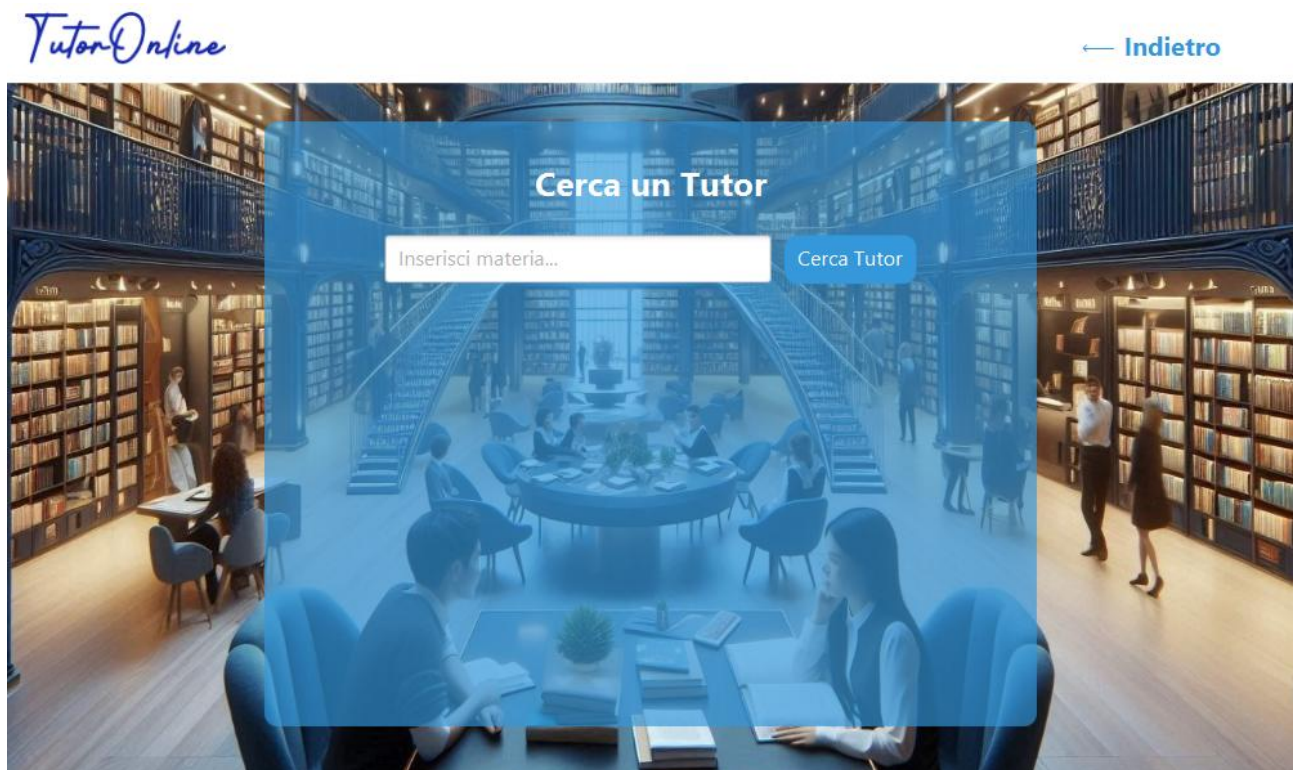 TutorOnline
← Indietro
Cerca un Tutor
Inserisci materia...
Cerca Tutor